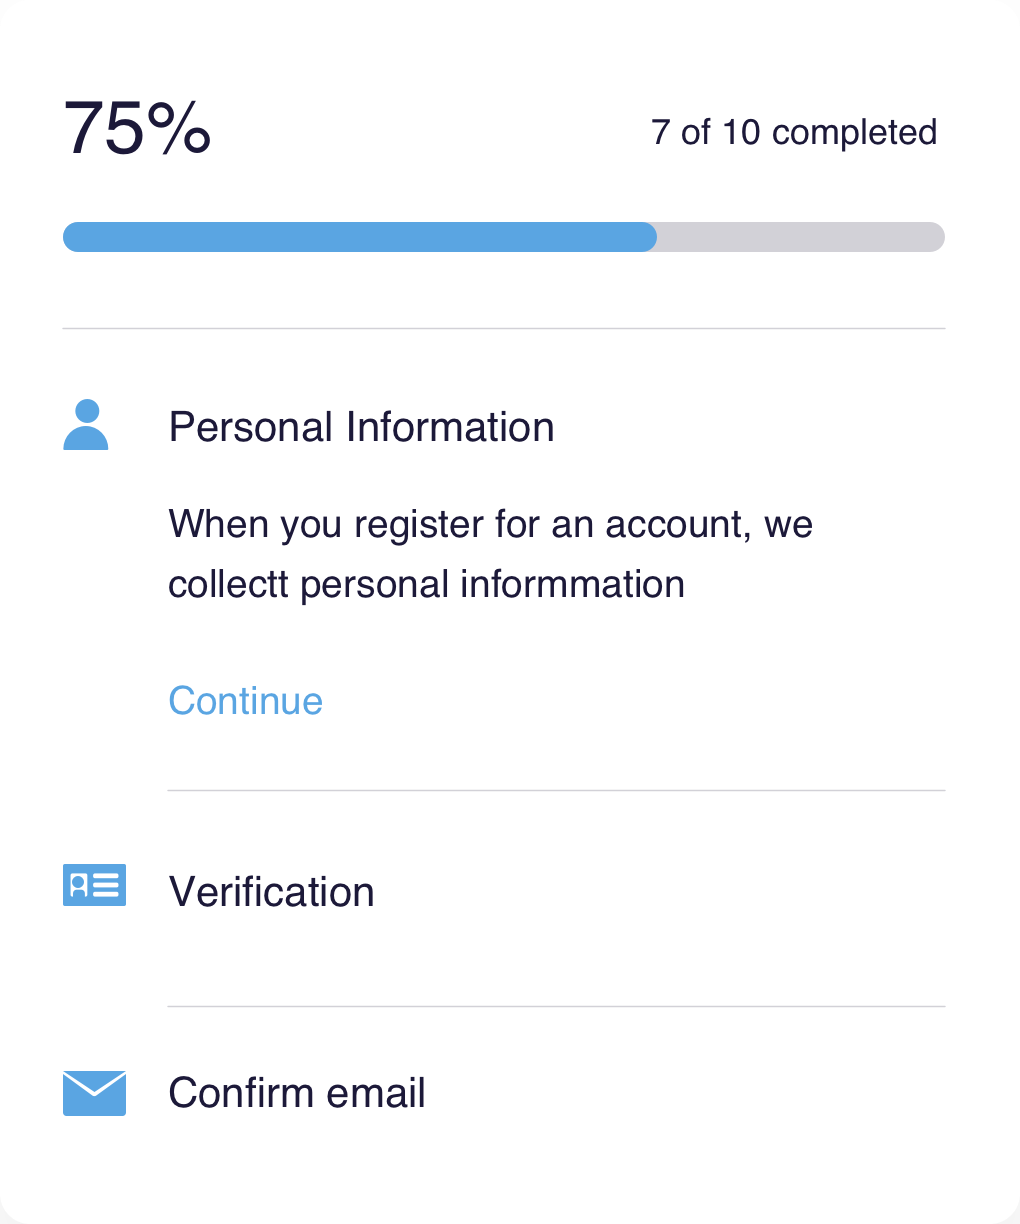 75%
7 of 10 completed
Personal Information
When you register for an account, we
collectt personal informmation
Continue
Verification
Confirm email